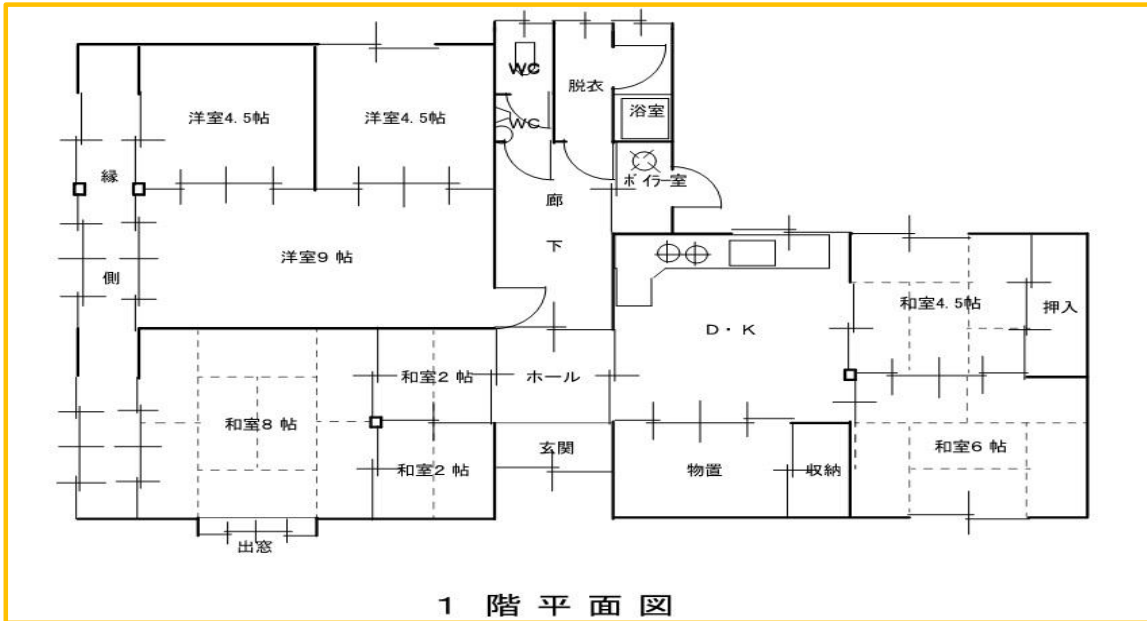 WC
脱衣
浴室
洋室4.5帖
洋室4.5帖
WC
ボイラー室
縁
側
廊
下
洋室9 帖
和室4.5帖
押入
D・K
和室2 帖
ホール
和室8 帖
玄関
和室6 帖
和室2 帖
物置
収納
出窓
1 階平面図